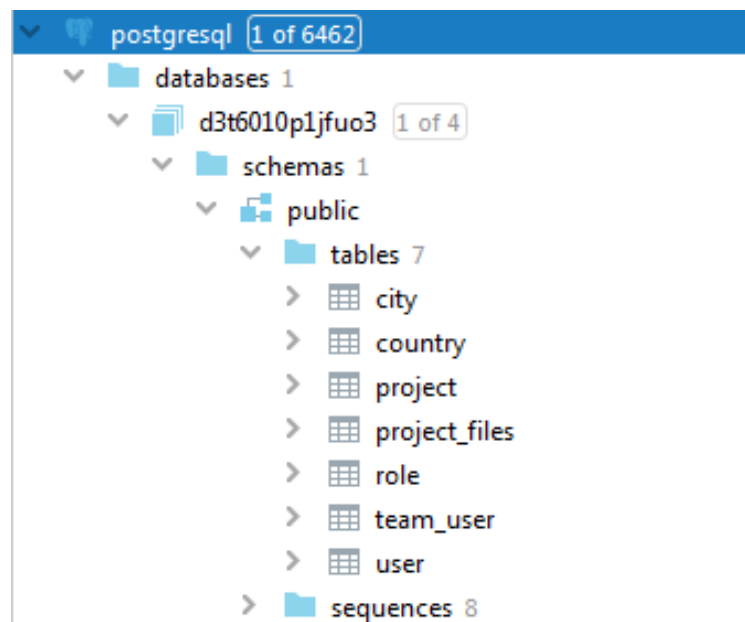 postgresql 1 of 6462
databases 1
d3t6010p1jfuo3 1 of 4
schemas 1
public
tables 7
city
country
project
project_files
role
team_user
user
sequences 8